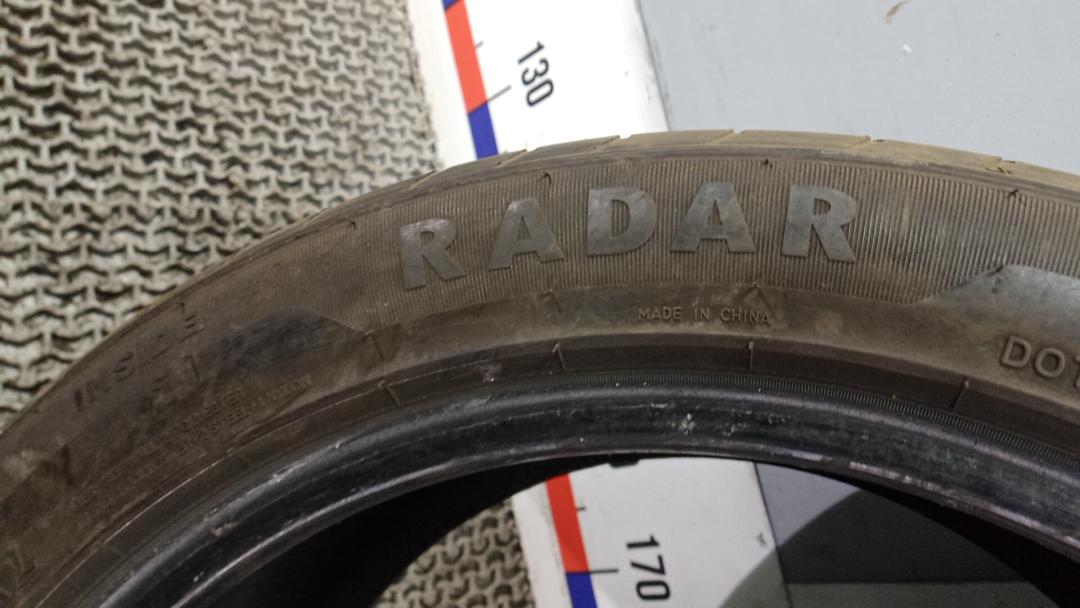 130
RADAR
MADE IN CHINA
INSIDE
DOT
170